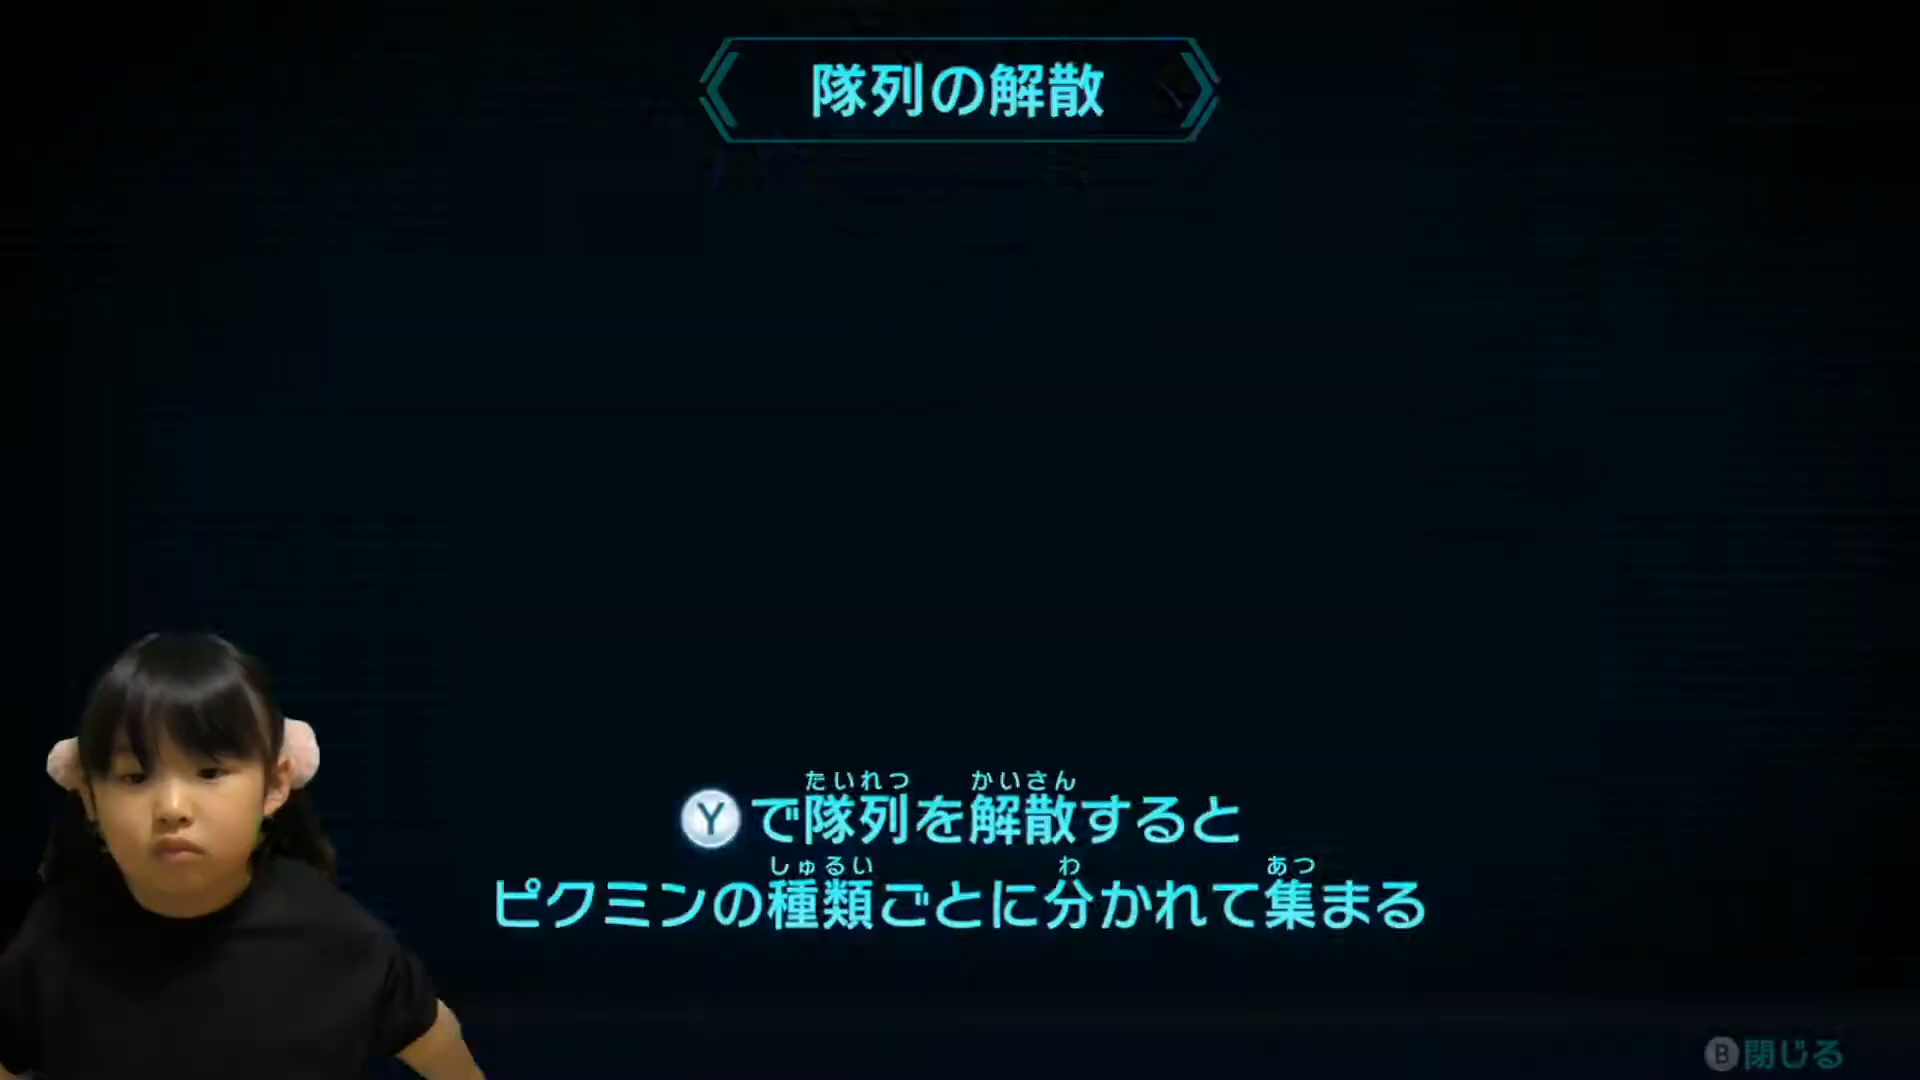 隊列の解散
たいれつ かいさん
Yで隊列を解散すると
しゅるい わ あつ
ピクミンの種類ごとに分かれて集まる
B閉じる